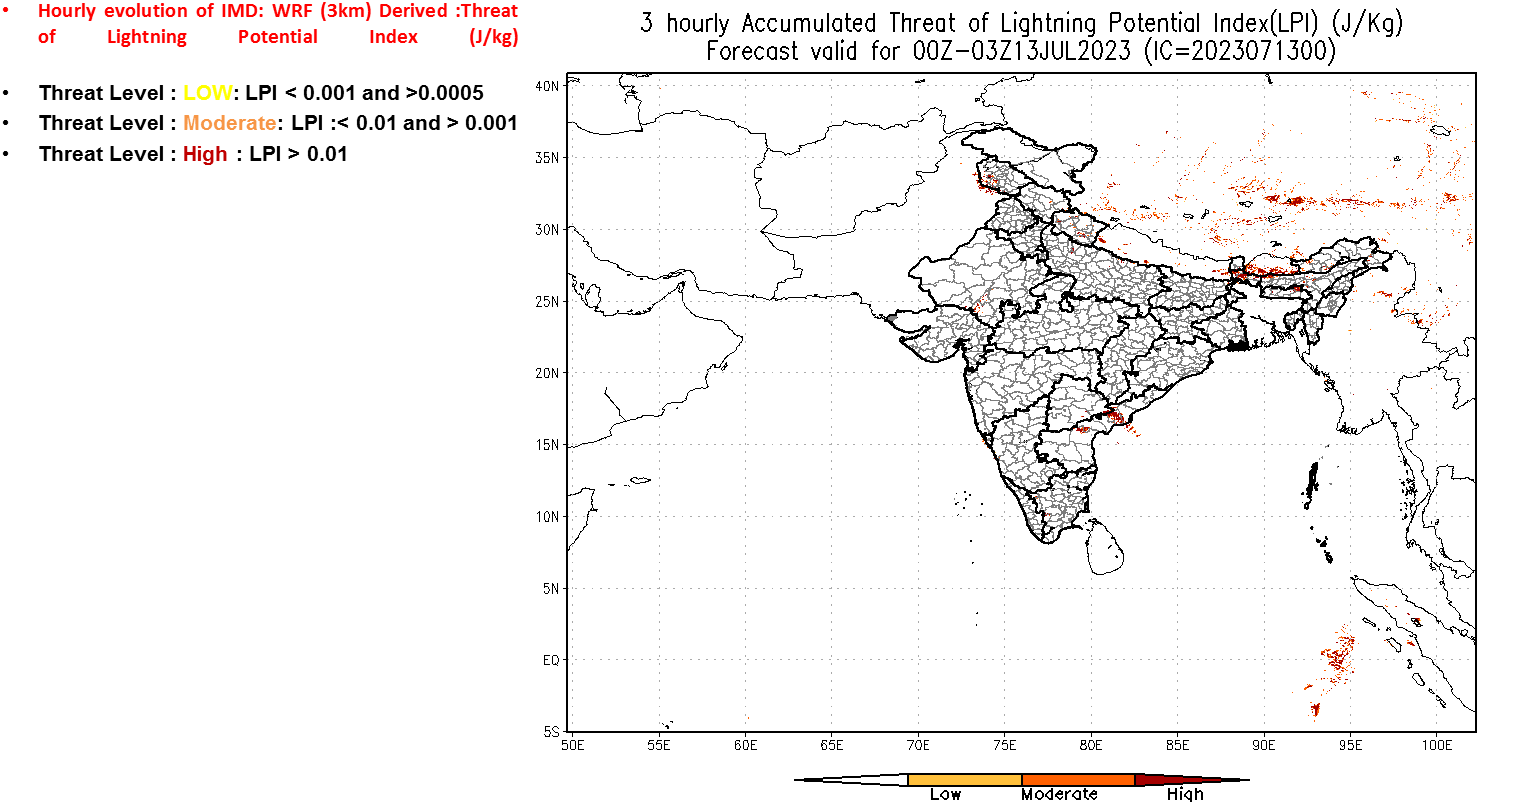 • Hourly evolution of IMD: WRF (3km) Derived :Threat
of Lightning Potential Index (J/kg)
• Threat Level : LOW: LPI < 0.001 and >0.0005
• Threat Level : Moderate: LPI :< 0.01 and > 0.001
• Threat Level : High : LPI > 0.01
3 hourly Accumulated Threat of Lightning Potential Index(LPI) (J/Kg)
Forecast valid for 00Z-03Z13JUL2023 (IC=2023071300)
40N
35N
30N
25N
20N
15N
10N
5N
EQ
5S
50E 55E 60E 65E 70E 75E 80E 85E 90E 95E 100E
Low Moderate High